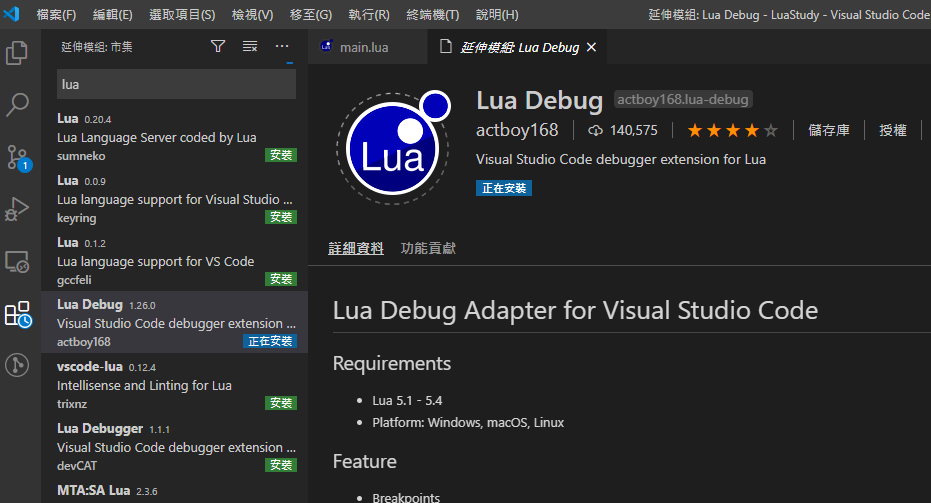 檔案(F) 編輯(E) 選取項目(S) 檢視(V) 移至(G) 執行(R) 終端機(T) 說明(H) 延伸模組: Lua Debug - LuaStudy - Visual Studio Code
延伸模組: 市集
main.lua
延伸模組: Lua Debug
lua
Lua 0.20.4
Lua Language Server coded by Lua
sumneko 安裝
Lua 0.0.9
Lua language support for Visual Studio ...
keyring 安裝
Lua 0.1.2
Lua language support for VS Code
gccfeli 安裝
Lua Debug 1.26.0
Visual Studio Code debugger extension ...
actboy168 正在安裝
vscode-lua 0.12.4
Intellisense and Linting for Lua
trixnz 安裝
Lua Debugger 1.1.1
Visual Studio Code debugger extension ...
devCAT 安裝
MTA:SA Lua 2.3.6
1
Lua
Lua Debug actboy168.lua-debug
actboy168 140,575 儲存庫 授權
Visual Studio Code debugger extension for Lua
正在安裝
詳細資料 功能貢獻
Lua Debug Adapter for Visual Studio Code
Requirements
• Lua 5.1 - 5.4
• Platform: Windows, macOS, Linux
Feature
• Breakpoints